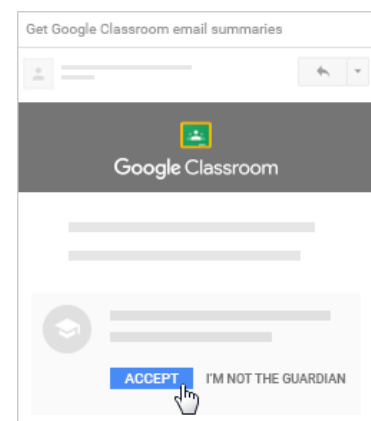 Get Google Classroom email summaries
Google Classroom
ACCEPT I'M NOT THE GUARDIAN